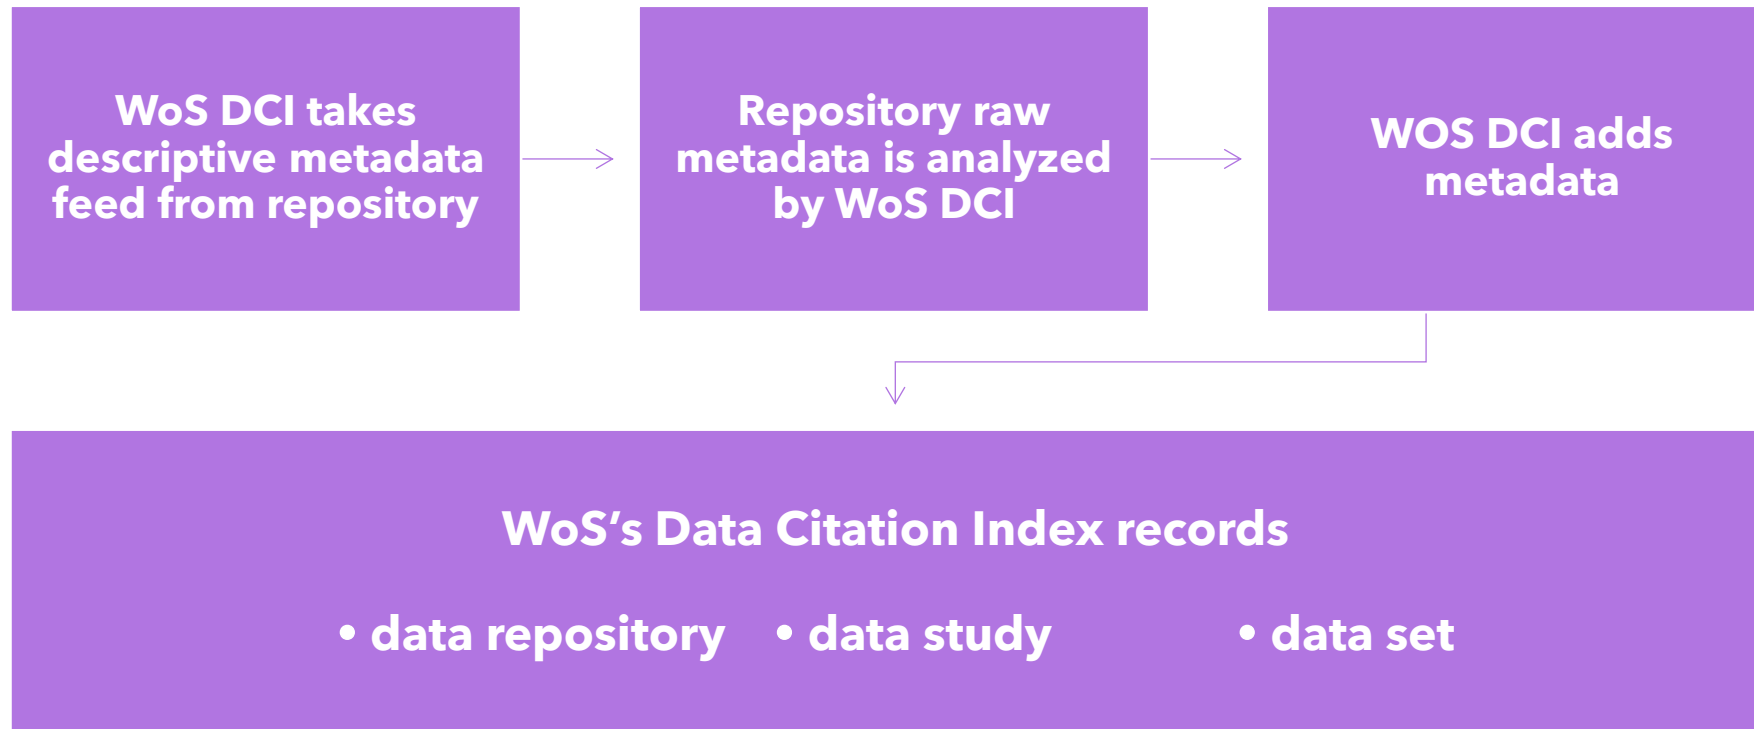 WoS DCI takes
descriptive metadata
feed from repository
Repository raw
metadata is analyzed
by WoS DCI
WOS DCI adds
metadata
WoS’s Data Citation Index records
• data repository • data study • data set